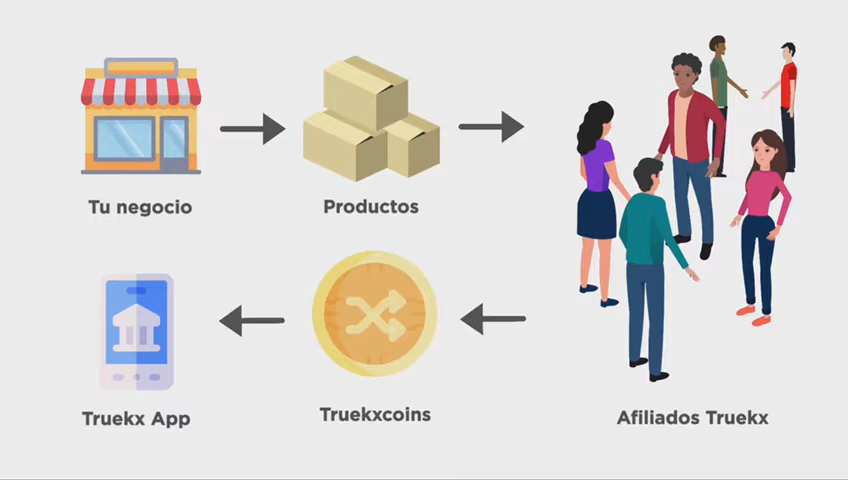 Tu negocio
Productos
Truekx App
Truekxcoins
Afiliados Truekx